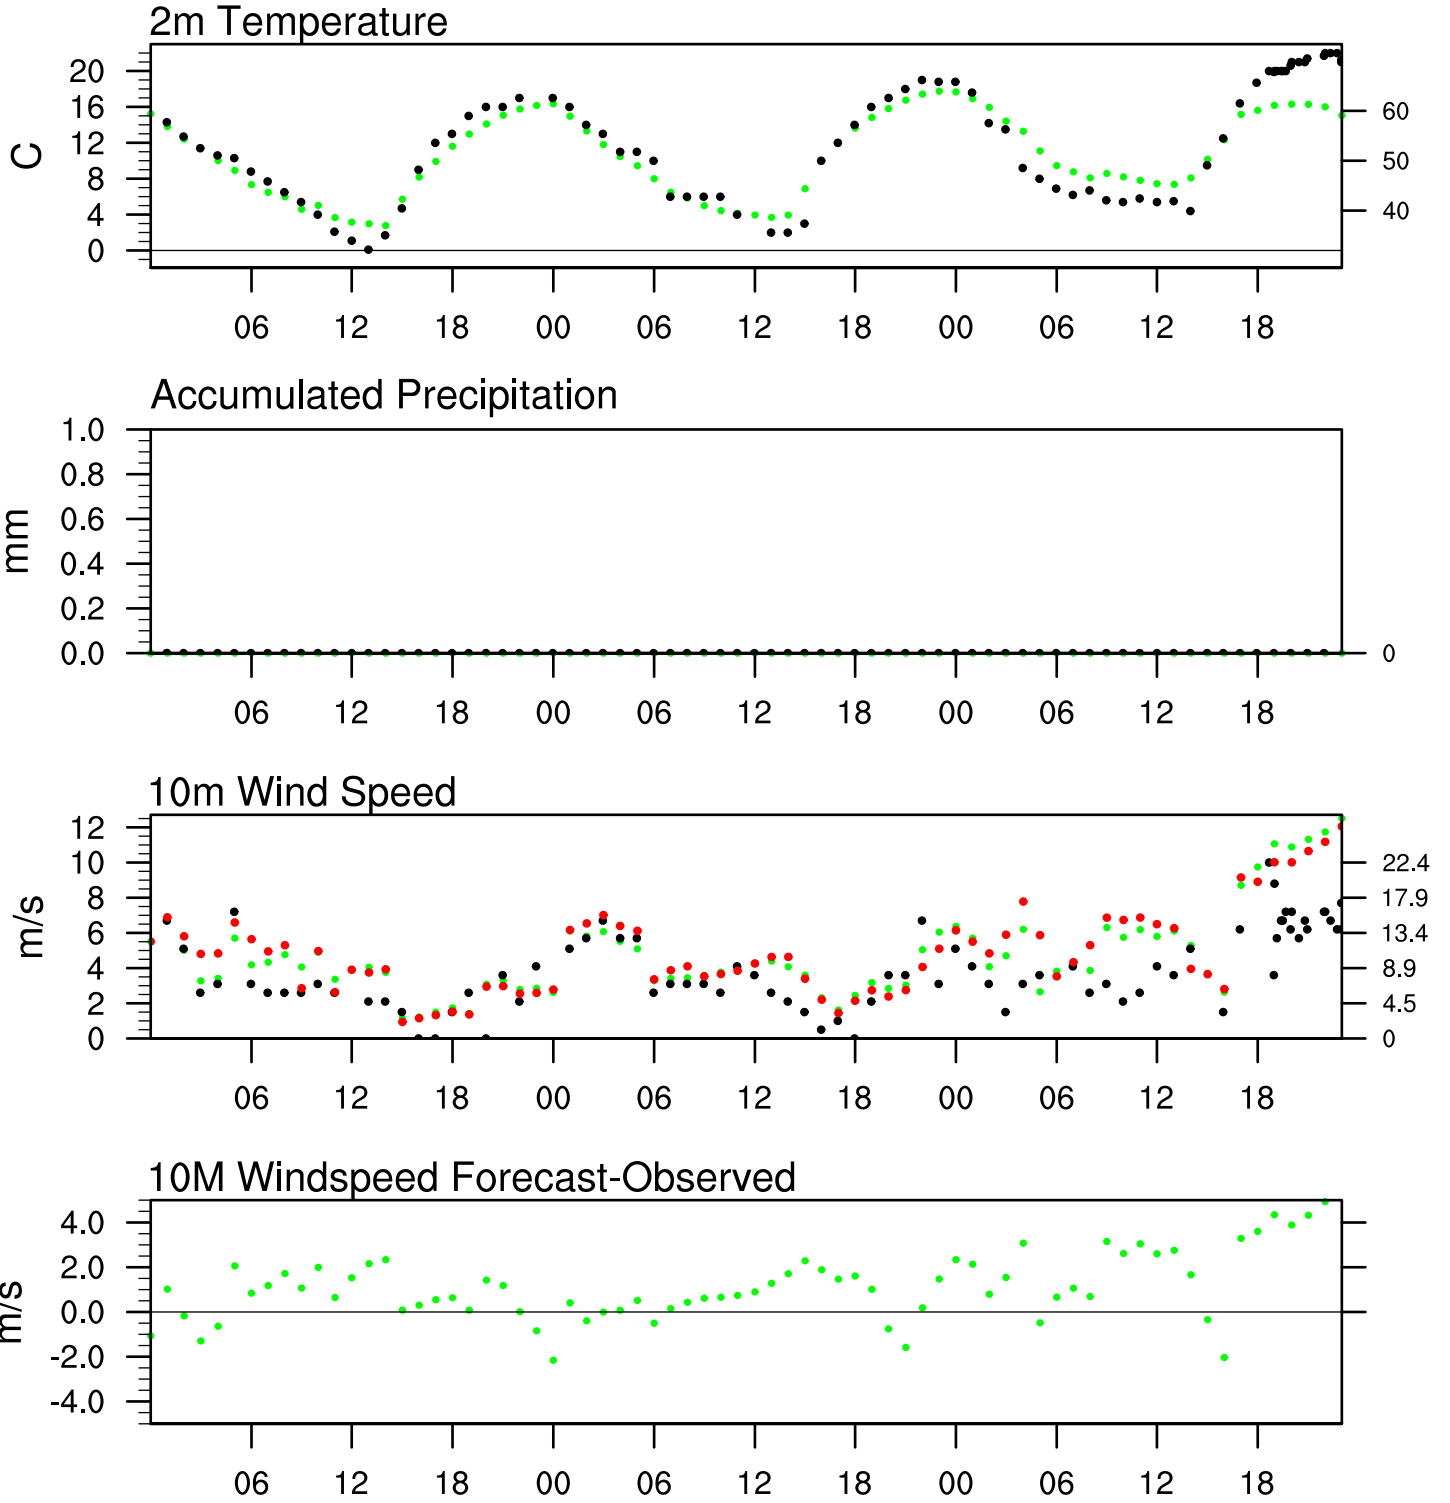 2m Temperature
20
16
12
8
4
0
C
60
50
40
06 12 18 00 06 12 18 00 06 12 18
Accumulated Precipitation
1.0
0.8
0.6
0.4
0.2
0.0
mm
0
06 12 18 00 06 12 18 00 06 12 18
10m Wind Speed
12
10
8
6
4
2
0
m/s
22.4
17.9
13.4
8.9
4.5
0
06 12 18 00 06 12 18 00 06 12 18
10M Windspeed Forecast-Observed
4.0
2.0
0.0
-2.0
-4.0
m/s
06 12 18 00 06 12 18 00 06 12 18